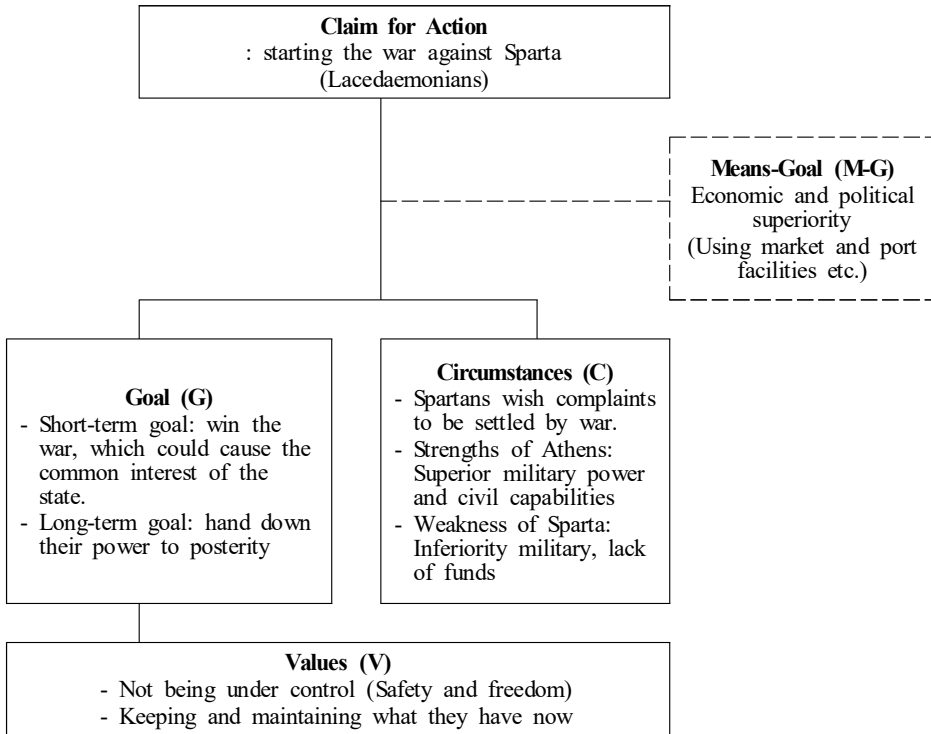 Claim for Action
: starting the war against Sparta
(Lacedaemonians)
Means-Goal (M-G)
Economic and political
superiority
(Using market and port
facilities etc.)
Goal (G)
- Short-term goal: win the
war, which could cause the
common interest of the
state.
- Long-term goal: hand down
their power to posterity
Circumstances (C)
- Spartans wish complaints
to be settled by war.
- Strengths of Athens:
Superior military power
and civil capabilities
- Weakness of Sparta:
Inferiority military, lack
of funds
Values (V)
- Not being under control (Safety and freedom)
- Keeping and maintaining what they have now